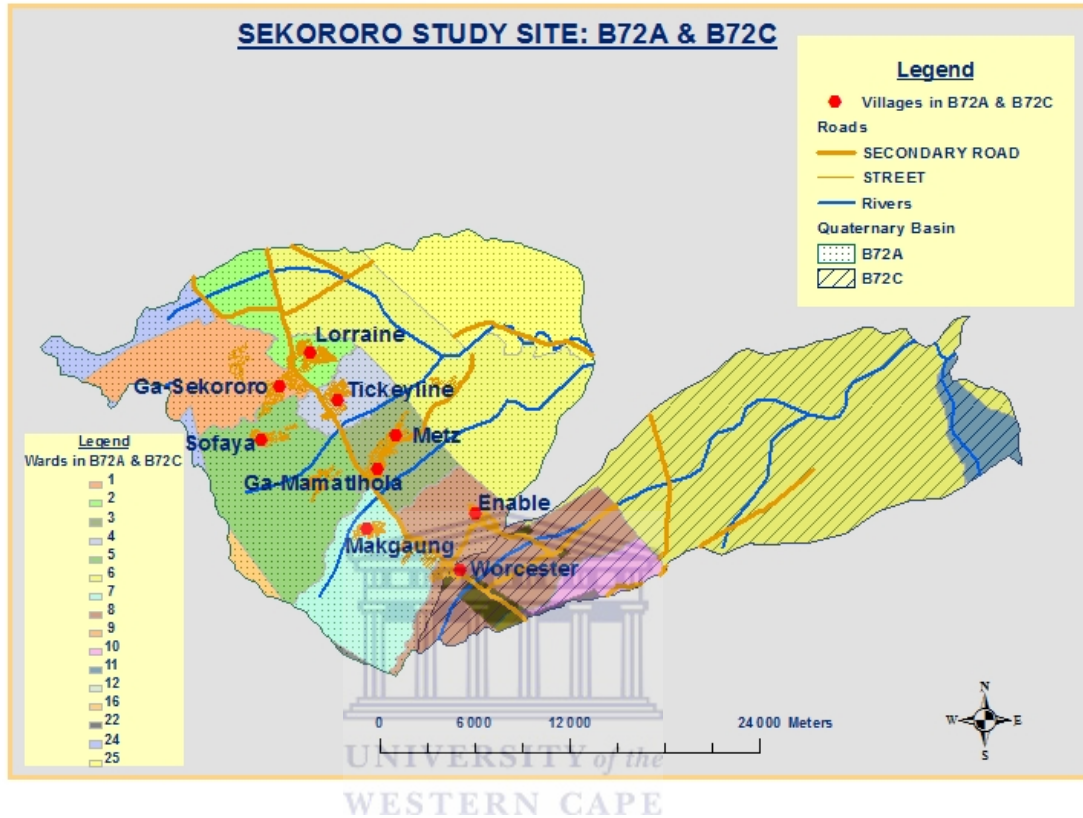 SEKORORO STUDY SITE: B72A & B72C
Legend
Villages in B72A & B72C
Roads
SECONDARY ROAD
STREET
Rivers
Quaternary Basin
B72A
B72C
Lorraine
Ga-Sekororo
Tickeyline
Sofaya
Metz
Ga-Mamatlhola
Enable
Makgaung
Worcester
Legend
Wards in B72A & B72C
1
2
3
4
5
6
7
8
9
10
11
12
16
22
24
25
0 6 000 12 000 24 000 Meters
N
W E
S
UNIVERSITY of the
WESTERN CAPE